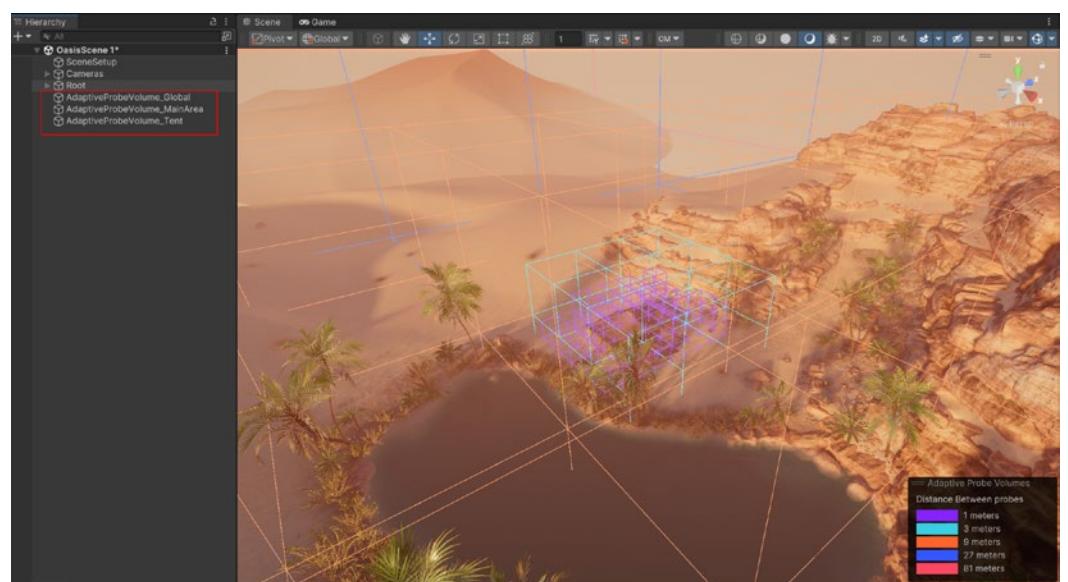 Hierarchy
All
OasisScene 1*
SceneSetup
Cameras
Root
AdaptiveProbeVolume_Global
AdaptiveProbeVolume_MainArea
AdaptiveProbeVolume_Tent
Scene
Game
Pivot
Global
1
CM
2D
y
x
Adaptive Probe Volumes
Distance Between probes
1 meters
3 meters
9 meters
27 meters
81 meters